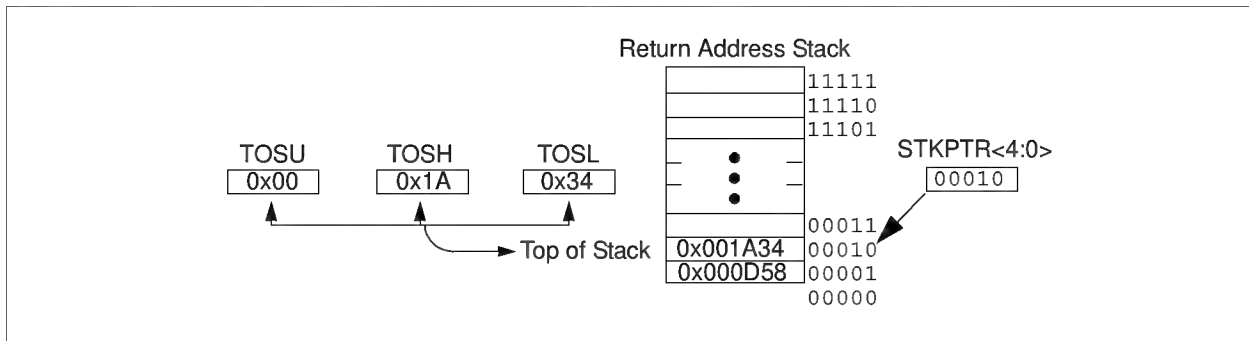 Return Address Stack
11111
11110
11101
TOSU TOSH TOSL STKPTR<4:0>
0x00 0x1A 0x34 00010
00011
Top of Stack 0x001A34 00010
0x000D58 00001
00000